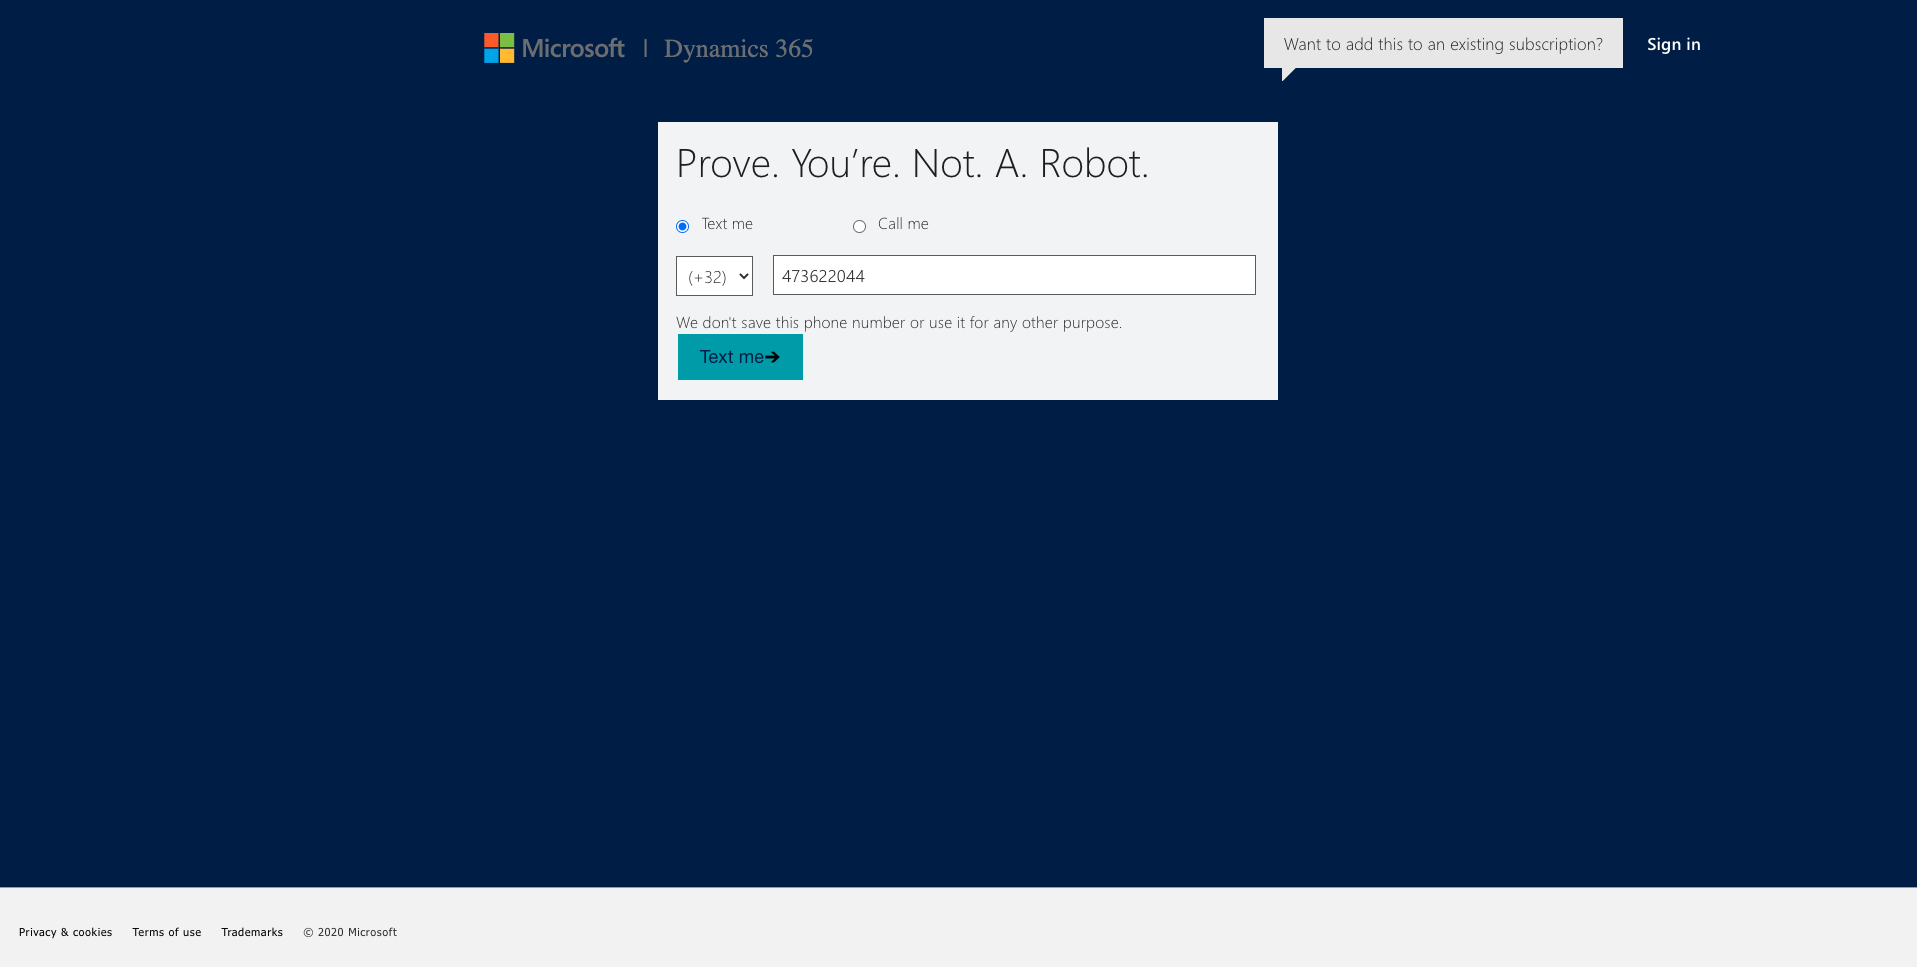 Microsoft | Dynamics 365
Want to add this to an existing subscription?
Sign in
Prove. You’re. Not. A. Robot.
Text me
Call me
(+32)
473622044
We don't save this phone number or use it for any other purpose.
Text me➔
Privacy & cookies
Terms of use
Trademarks
© 2020 Microsoft